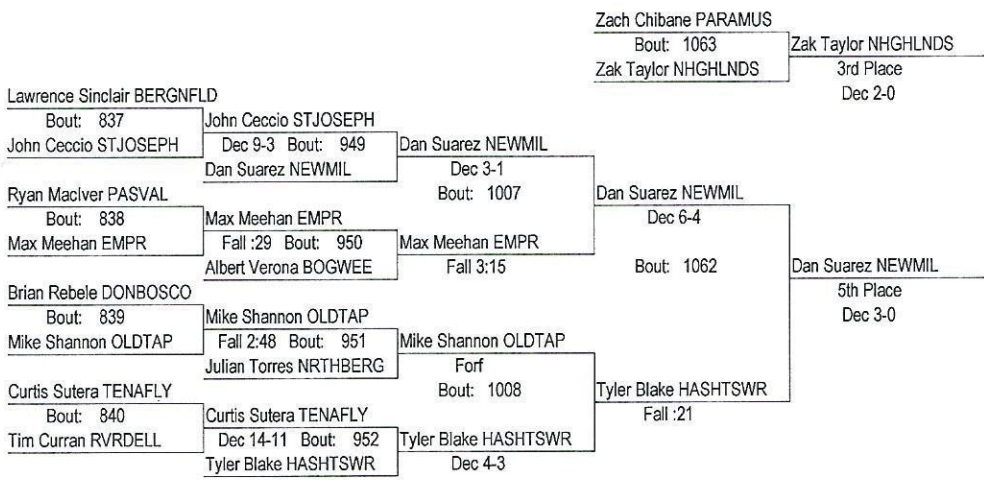 Zach Chibane PARAMUS
Bout: 1063
Zak Taylor NHGHLNDS
Zak Taylor NHGHLNDS
3rd Place
Dec 2-0
Lawrence Sinclair BERGNFLD
Bout: 837
John Ceccio STJOSEPH
John Ceccio STJOSEPH
Dec 9-3 Bout: 949
Dan Suarez NEWMIL
Dan Suarez NEWMIL
Dec 3-1
Bout: 1007
Ryan MacIver PASVAL
Bout: 838
Max Meehan EMPR
Max Meehan EMPR
Fall :29 Bout: 950
Albert Verona BOGWEE
Max Meehan EMPR
Fall 3:15
Dan Suarez NEWMIL
Dec 6-4
Bout: 1062
Dan Suarez NEWMIL
5th Place
Dec 3-0
Brian Rebele DONBOSCO
Bout: 839
Mike Shannon OLDTAP
Mike Shannon OLDTAP
Fall 2:48 Bout: 951
Julian Torres NRTHBERG
Mike Shannon OLDTAP
Forf
Bout: 1008
Curtis Sutera TENAFLY
Bout: 840
Tim Curran RVRDELL
Curtis Sutera TENAFLY
Dec 14-11 Bout: 952
Tyler Blake HASHTSWR
Tyler Blake HASHTSWR
Dec 4-3
Tyler Blake HASHTSWR
Fall :21